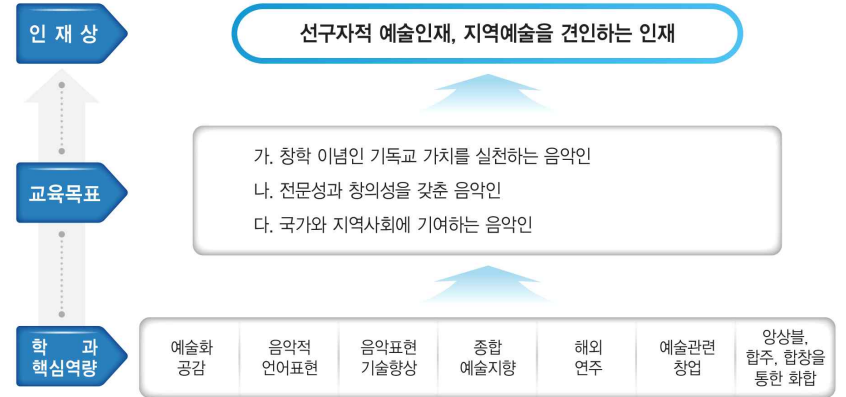 인 재 상
선구자적 예술인재, 지역예술을 견인하는 인재
교육목표
가. 창학 이념인 기독교 가치를 실천하는 음악인
나. 전문성과 창의성을 갖춘 음악인
다. 국가와 지역사회에 기여하는 음악인
학 과
핵심역량
예술화
공감
음악적
언어표현
음악표현
기술향상
종합
예술지향
해외
연주
예술관련
창업
앙상블,
합주, 합창을
통한 화합